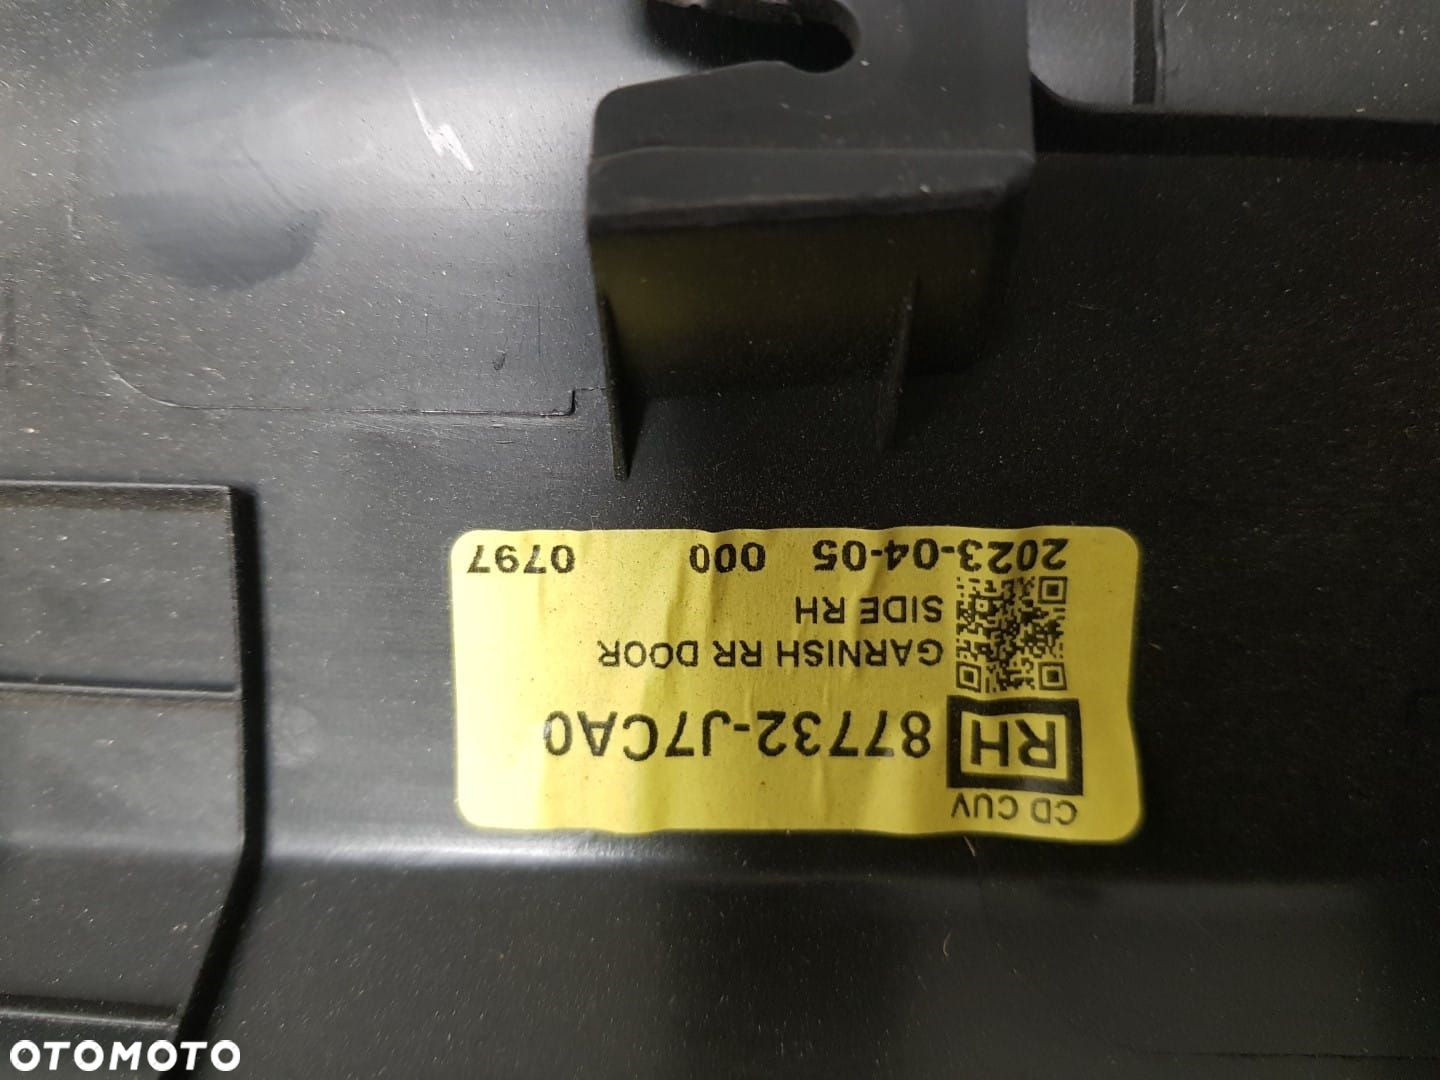 CD CUV
RH 87732-J7CA0
GARNISH RR DOOR
SIDE RH
2023-04-05 000 0797
OTOMOTO